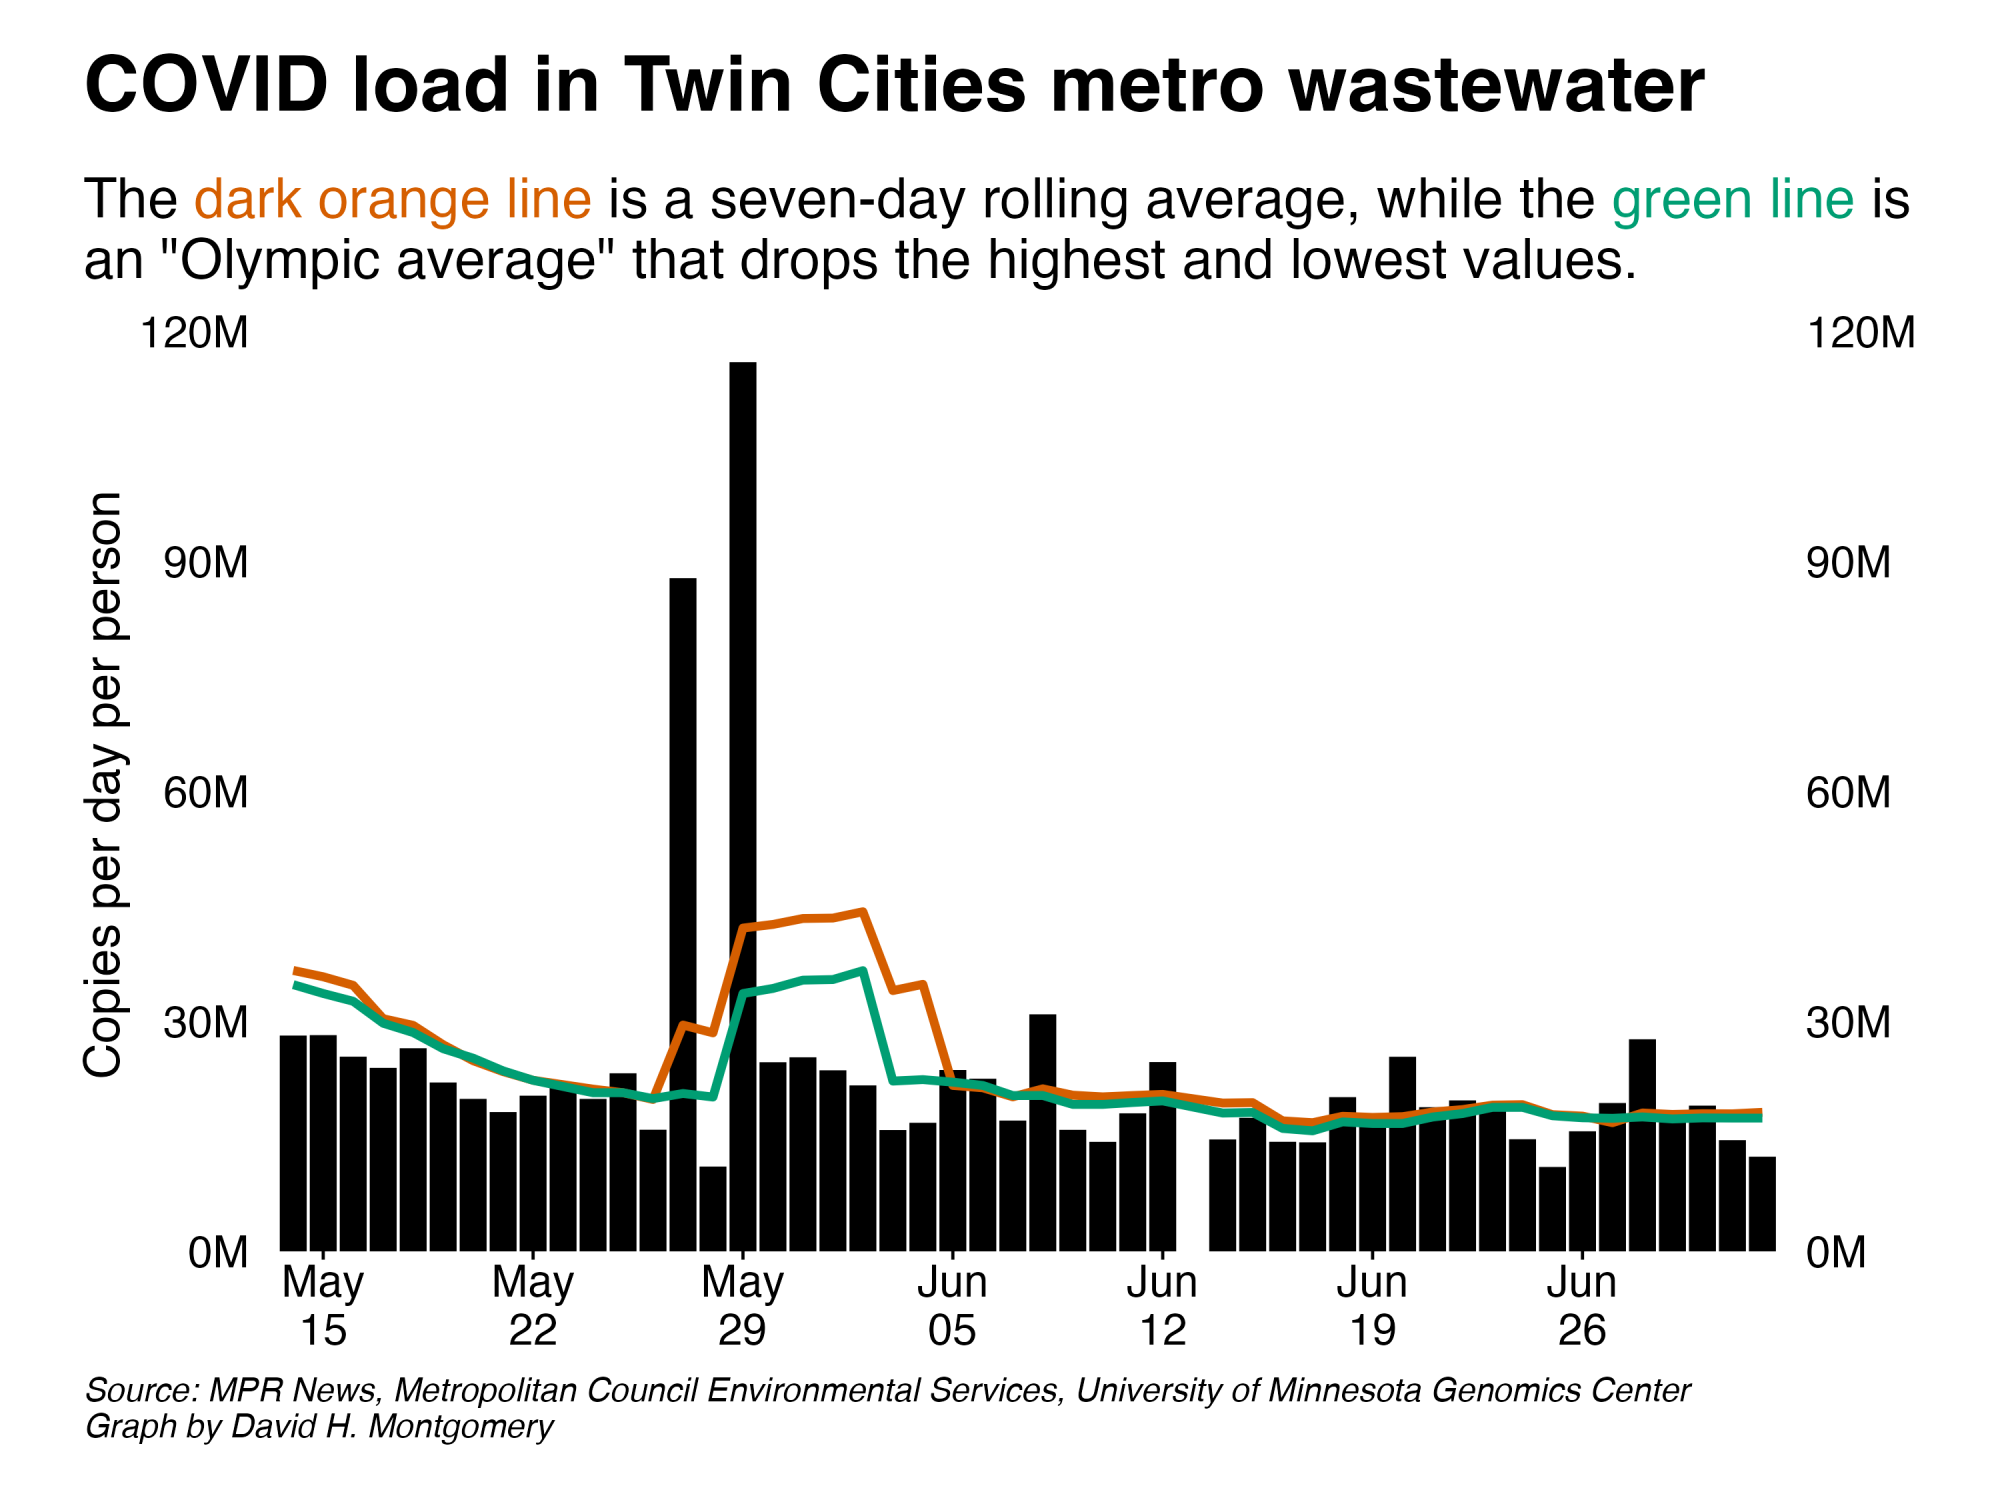 COVID load in Twin Cities metro wastewater
The dark orange line is a seven-day rolling average, while the green line is
an "Olympic average" that drops the highest and lowest values.
120M 120M
90M 90M
60M 60M
30M 30M
0M 0M
Copies per day per person
May May May Jun Jun Jun Jun
15 22 29 05 12 19 26
Source: MPR News, Metropolitan Council Environmental Services, University of Minnesota Genomics Center
Graph by David H. Montgomery